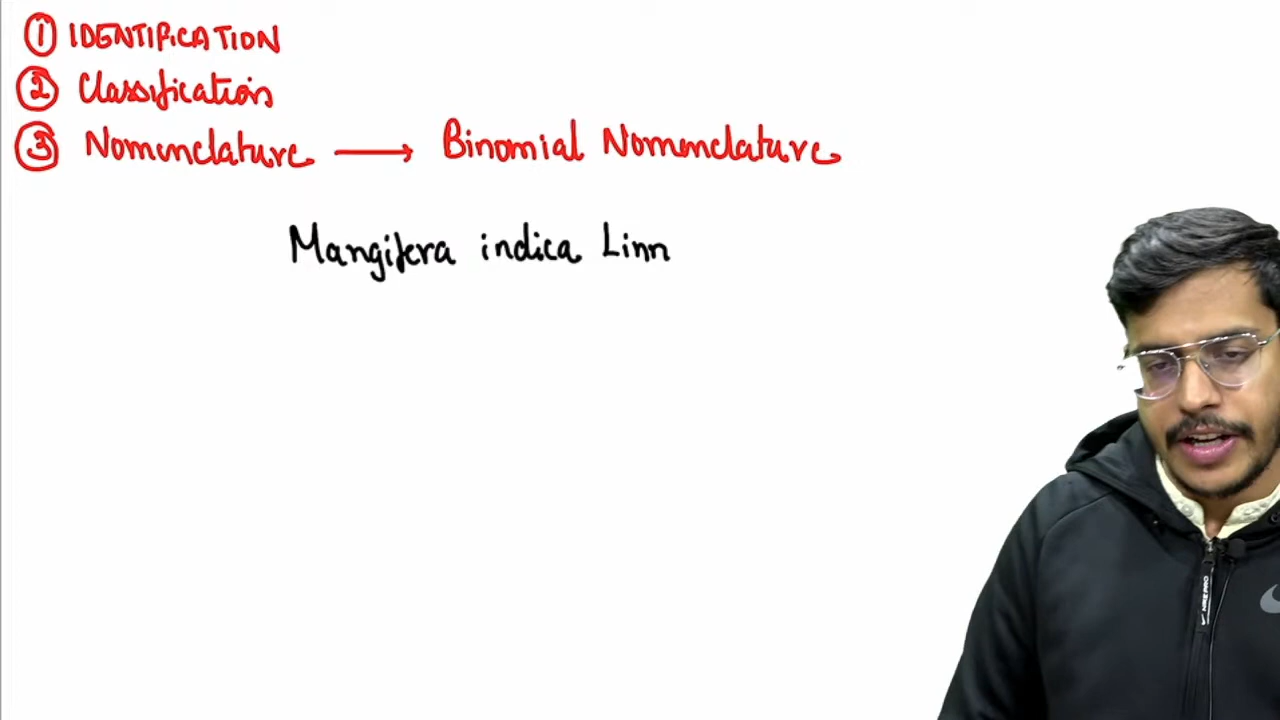 ① IDENTIFICATION
② Classification
③ Nomenclature → Binomial Nomenclature
Mangifera indica Linn